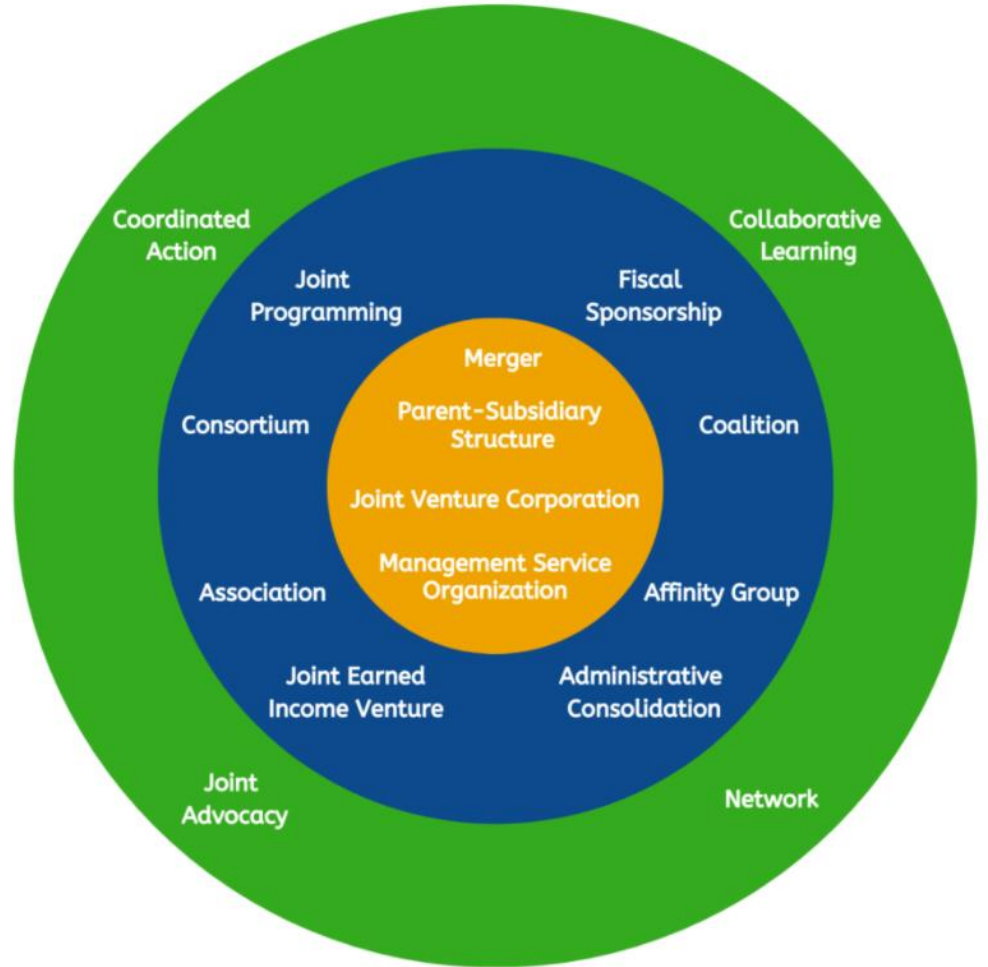 Coordinated
Action
Collaborative
Learning
Joint
Programming
Fiscal
Sponsorship
Merger
Parent-Subsidiary
Structure
Consortium
Coalition
Joint Venture Corporation
Management Service
Organization
Association
Affinity Group
Joint Earned
Income Venture
Administrative
Consolidation
Joint
Advocacy
Network